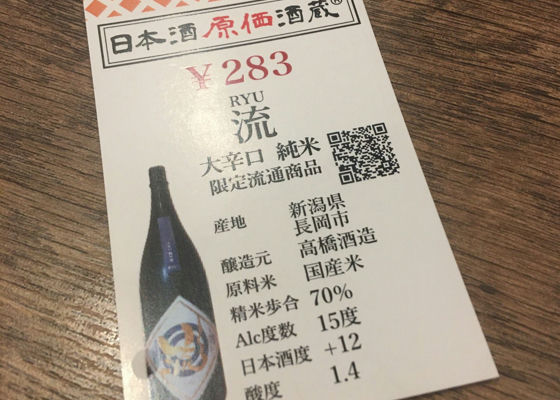 日本酒原価酒蔵®
¥283
RYU
流
大辛口 純米
限定流通商品
産地 新潟県
長岡市
醸造元 高橋酒造
原料米 国産米
精米歩合 70%
Alc度数 15度
日本酒度 +12
酸度 1.4